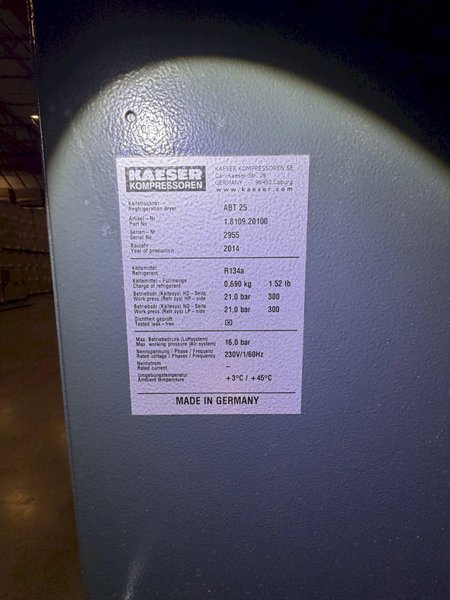 KAESER
KOMPRESSOREN
KAESER KOMPRESSOREN SE
Carl-Kaeser-Str. 26
GERMANY - 96450 Coburg
www.kaeser.com
Kältetrockner
Regfrigeration dryer ABT 25
Artikel - Nr.
Part No 1.8109.20100
Serien - Nr.
Serial No. 2955
Baujahr
Year of production 2014
Kältemittel
Refrigerant R134a
Kältemittel - Füllmenge
Charge of refrigerant 0,690 kg 1.52 lb
Betriebsdr. (Kältesys) HD - Seite
Work press. (Refr.sys) HP - side 21,0 bar 300
Betriebsdr. (Kältesys) ND - Seite
Work press. (Refr.sys) LP - side 21,0 bar 300
Dichtheit geprüft
Tested leak - free
Max. Betriebsdruck (Luftsystem)
Max. working pressure (Air system) 16,0 bar
Nennspannung / Phase / Frequenz
Rated voltage / Phases / Frequency 230V/1/60Hz
Nennstrom
Rated current –
Umgebungstemperatur
Ambient temperature +3°C / +45°C
MADE IN GERMANY